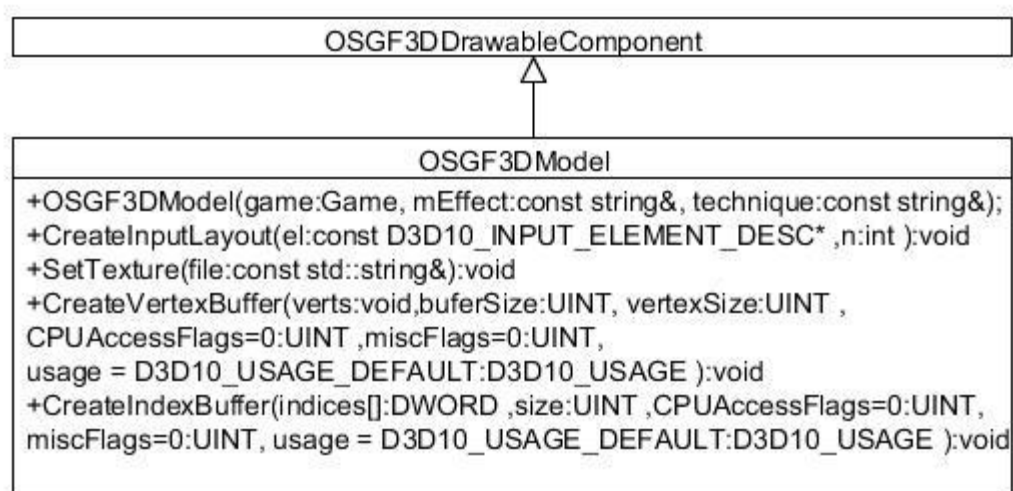 OSGF3DDrawableComponent
OSGF3DModel
+OSGF3DModel(game:Game, mEffect:const string&, technique:const string&);
+CreateInputLayout(el:const D3D10_INPUT_ELEMENT_DESC* ,n:int ):void
+SetTexture(file:const std::string&):void
+CreateVertexBuffer(verts:void,buferSize:UINT, vertexSize:UINT ,
CPUAccessFlags=0:UINT ,miscFlags=0:UINT,
usage = D3D10_USAGE_DEFAULT:D3D10_USAGE ):void
+CreateIndexBuffer(indices[]:DWORD ,size:UINT ,CPUAccessFlags=0:UINT,
miscFlags=0:UINT, usage = D3D10_USAGE_DEFAULT:D3D10_USAGE ):void